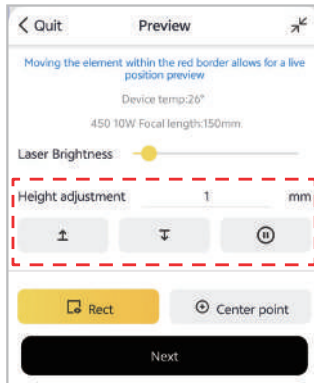 Quit Preview
Moving the element within the red border allows for a live
position preview
Device temp:26°
450 10W Focal length:150mm
Laser Brightness
Height adjustment 1 mm
Rect Center point
Next